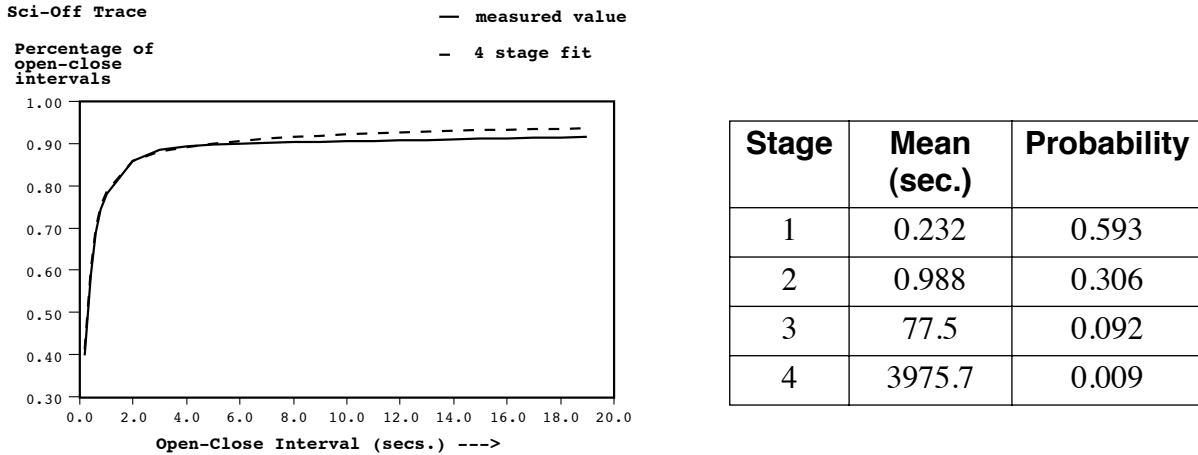 Sci-Off Trace
— measured value
– 4 stage fit
Percentage of
open-close
intervals
1.00
0.90
0.80
0.70
0.60
0.50
0.40
0.30
0.0 2.0 4.0 6.0 8.0 10.0 12.0 14.0 16.0 18.0 20.0
Open-Close Interval (secs.) --->
Stage Mean (sec.) Probability
1 0.232 0.593
2 0.988 0.306
3 77.5 0.092
4 3975.7 0.009